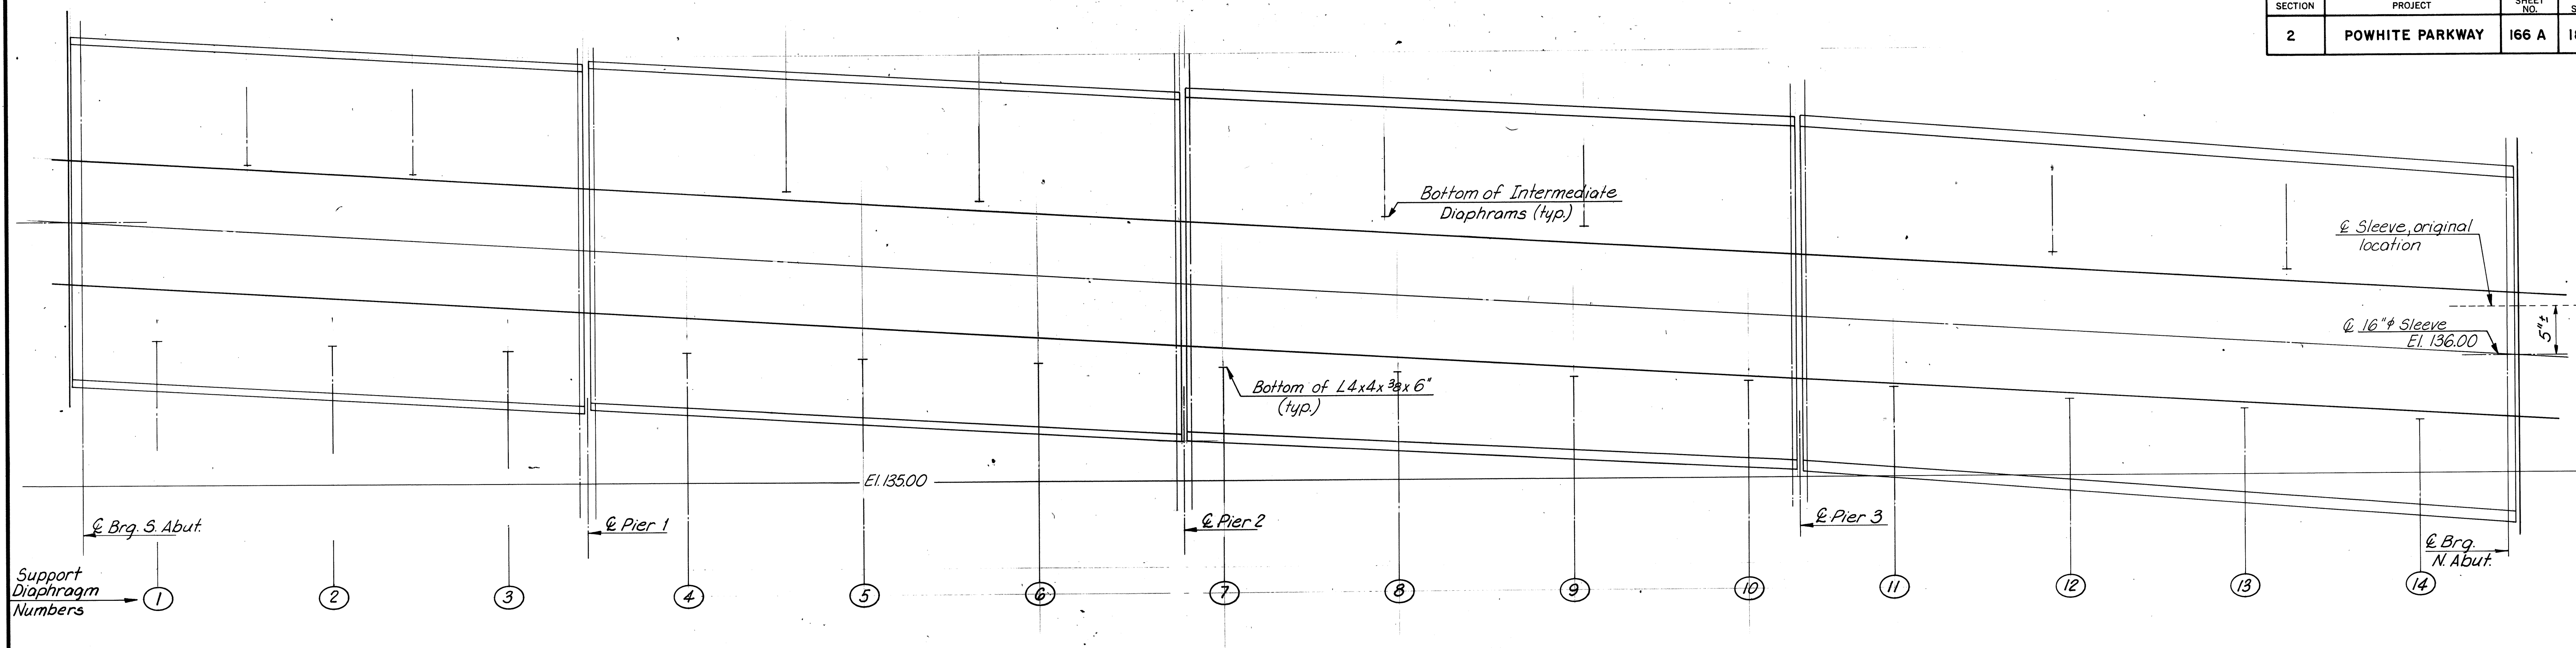 SECTION
PROJECT
SHEET NO.
2
POWHITE PARKWAY
166 A
Bottom of Intermediate
Diaphrams (typ.)
℄ Sleeve, original
location
℄ 16"φ Sleeve
El. 136.00
5"±
Bottom of L4x4x3/8x6"
(typ.)
El. 135.00
℄ Brg. S. Abut.
℄ Pier 1
℄ Pier 2
℄ Pier 3
℄ Brg.
N. Abut.
Support
Diaphragm
Numbers
1 2 3 4 5 6 7 8 9 10 11 12 13 14